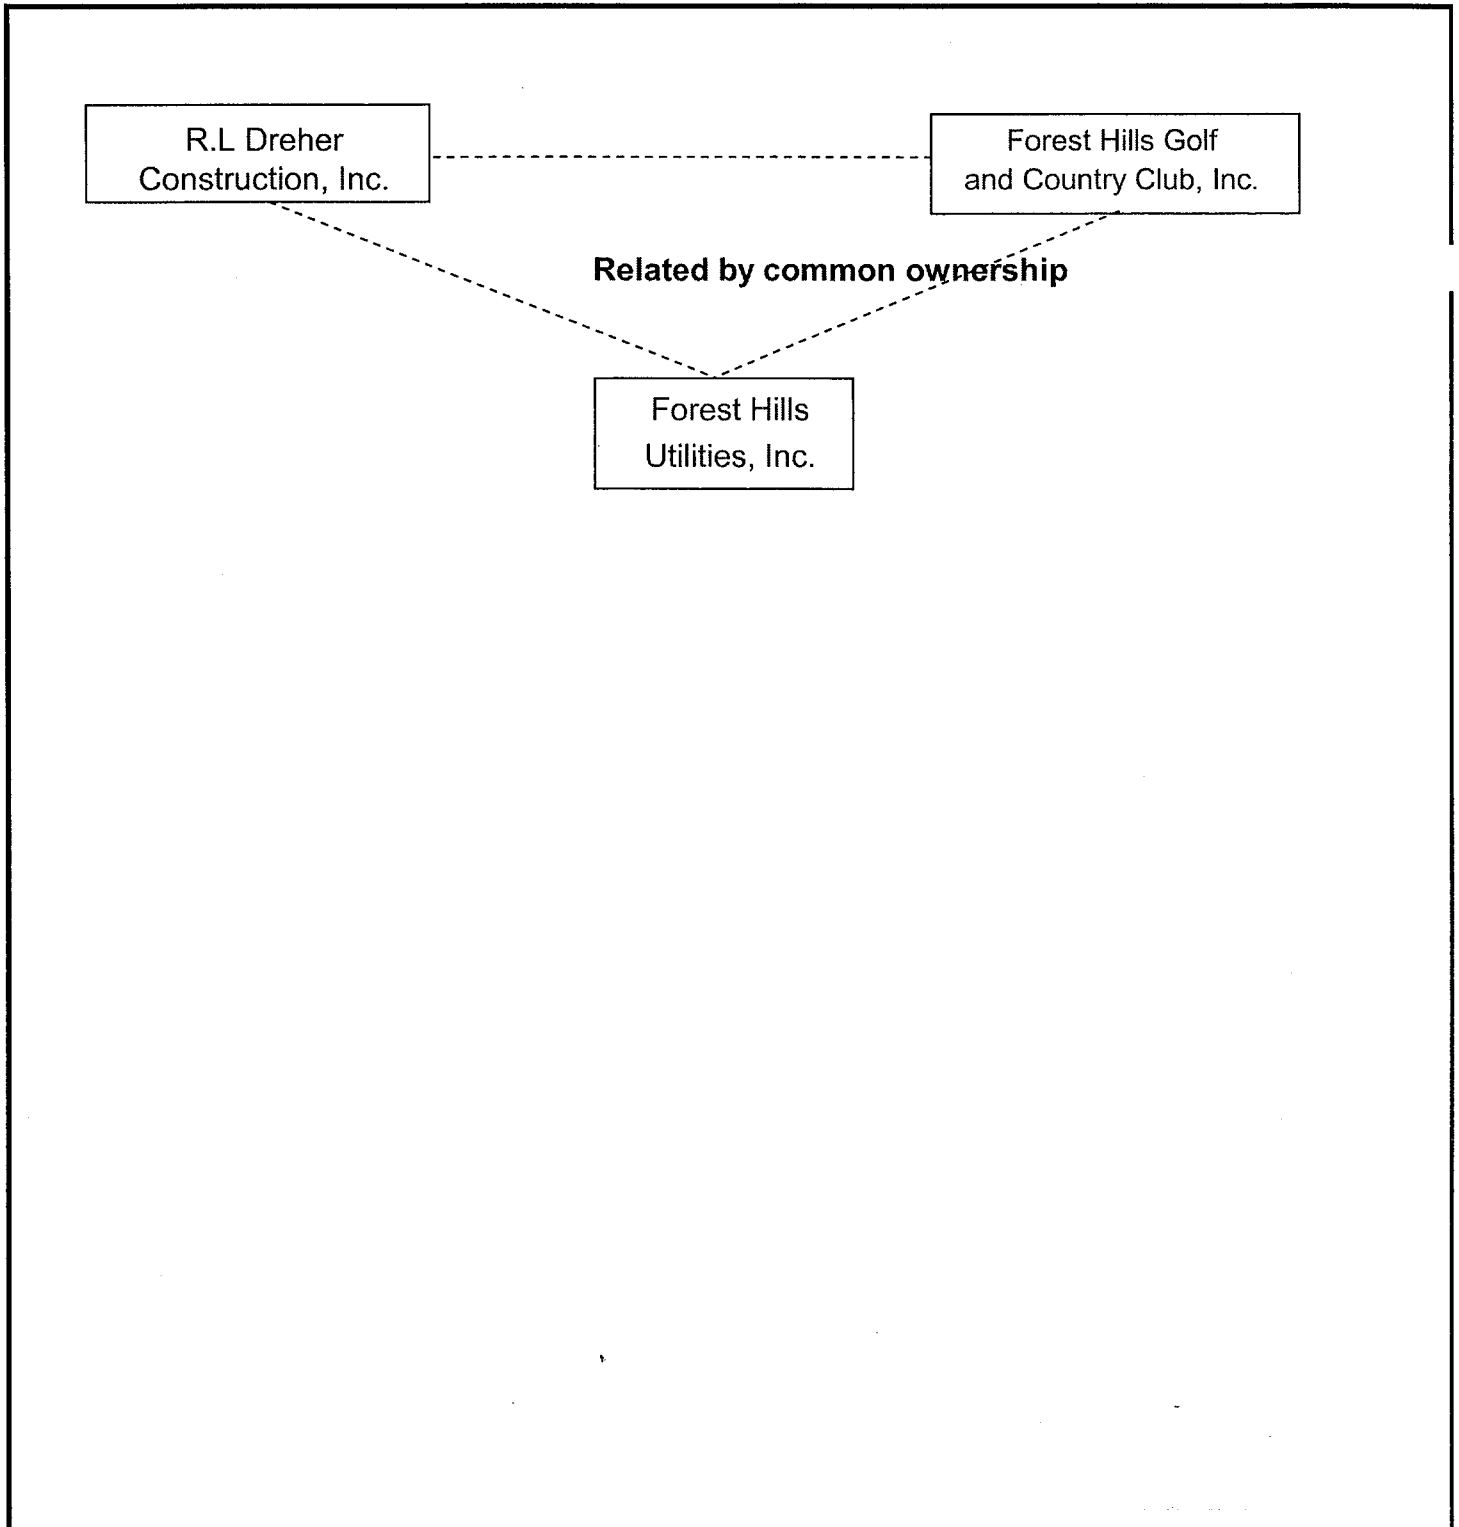 R.L Dreher
Construction, Inc.
Forest Hills Golf
and Country Club, Inc.
Related by common ownership
Forest Hills
Utilities, Inc.